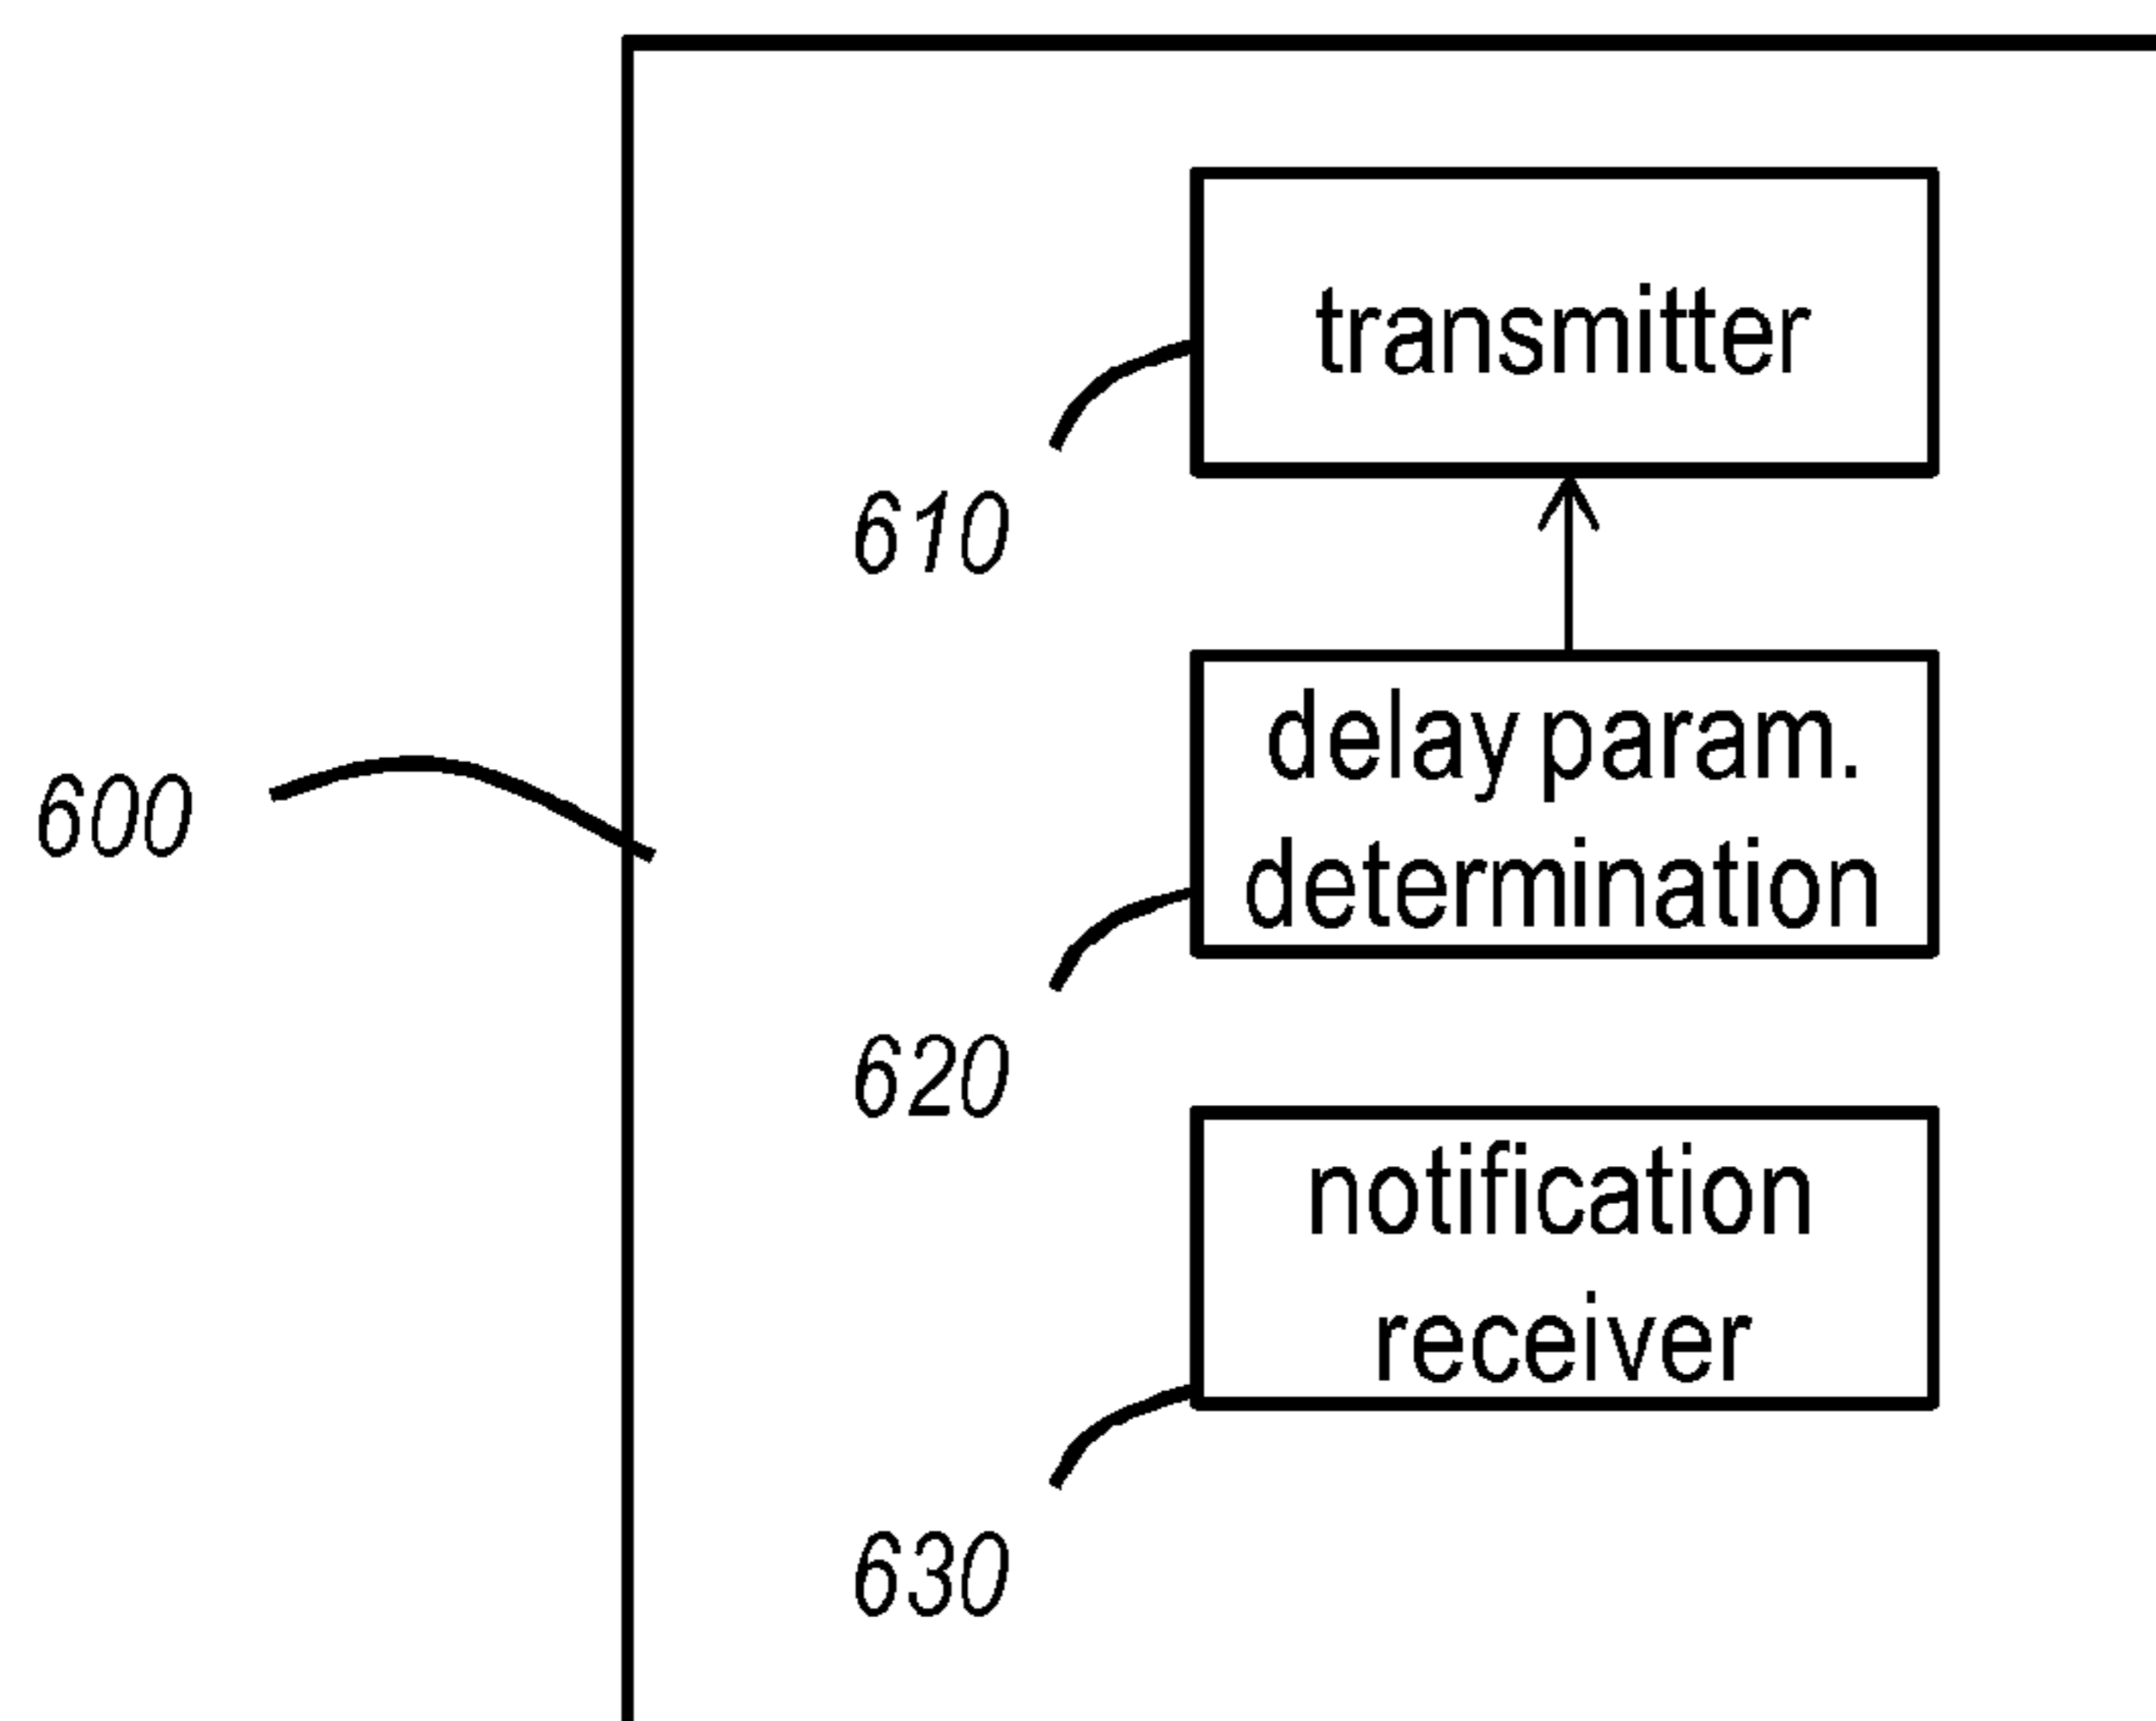 transmitter
610
delay param.
determination
600
620
notification
receiver
630